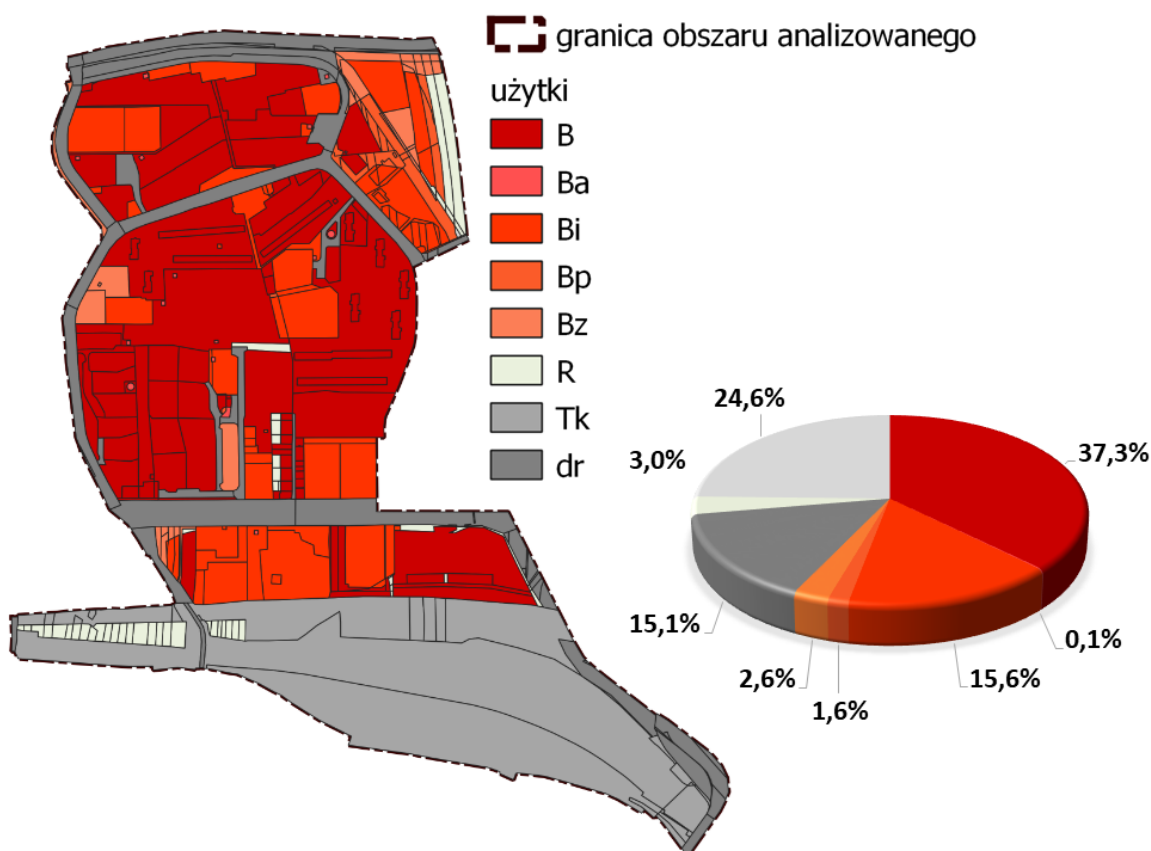 granica obszaru analizowanego
użytki
B
Ba
Bi
Bp
Bz
R
Tk
dr
24,6%
37,3%
3,0%
15,1%
0,1%
2,6%
15,6%
1,6%